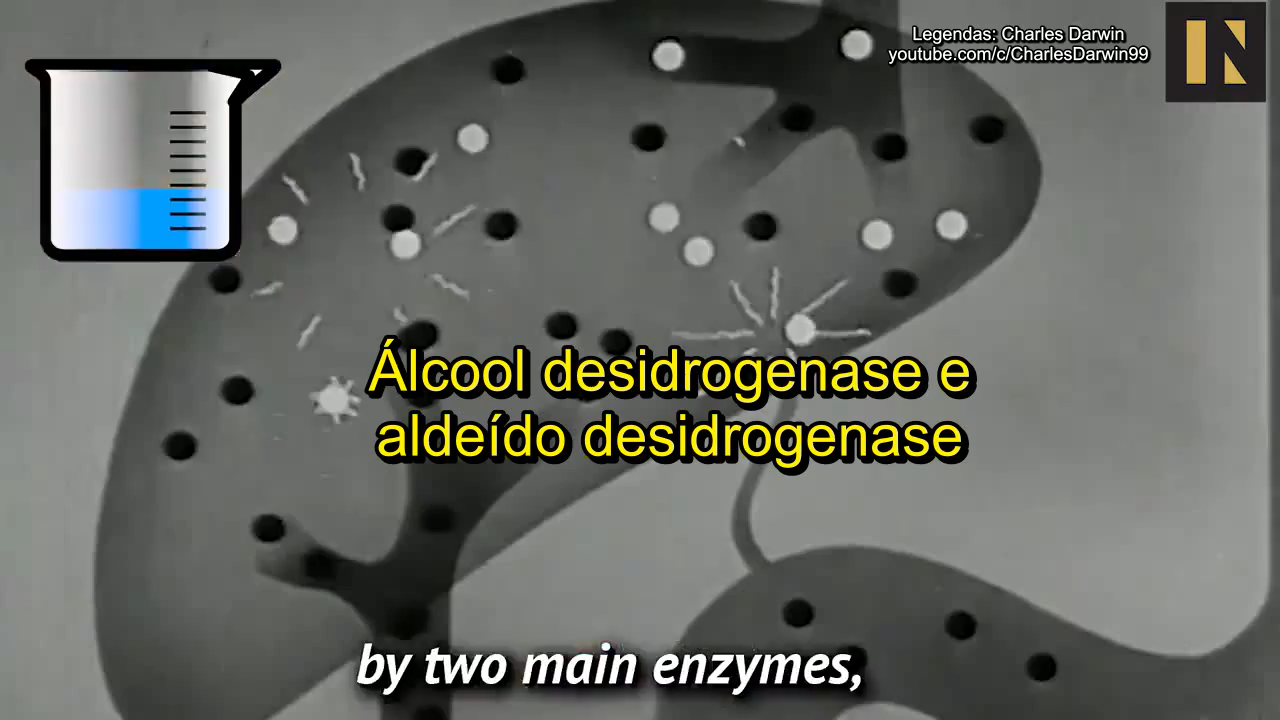 Legendas: Charles Darwin
youtube.com/c/CharlesDarwin99
Álcool desidrogenase e
aldeído desidrogenase
by two main enzymes,